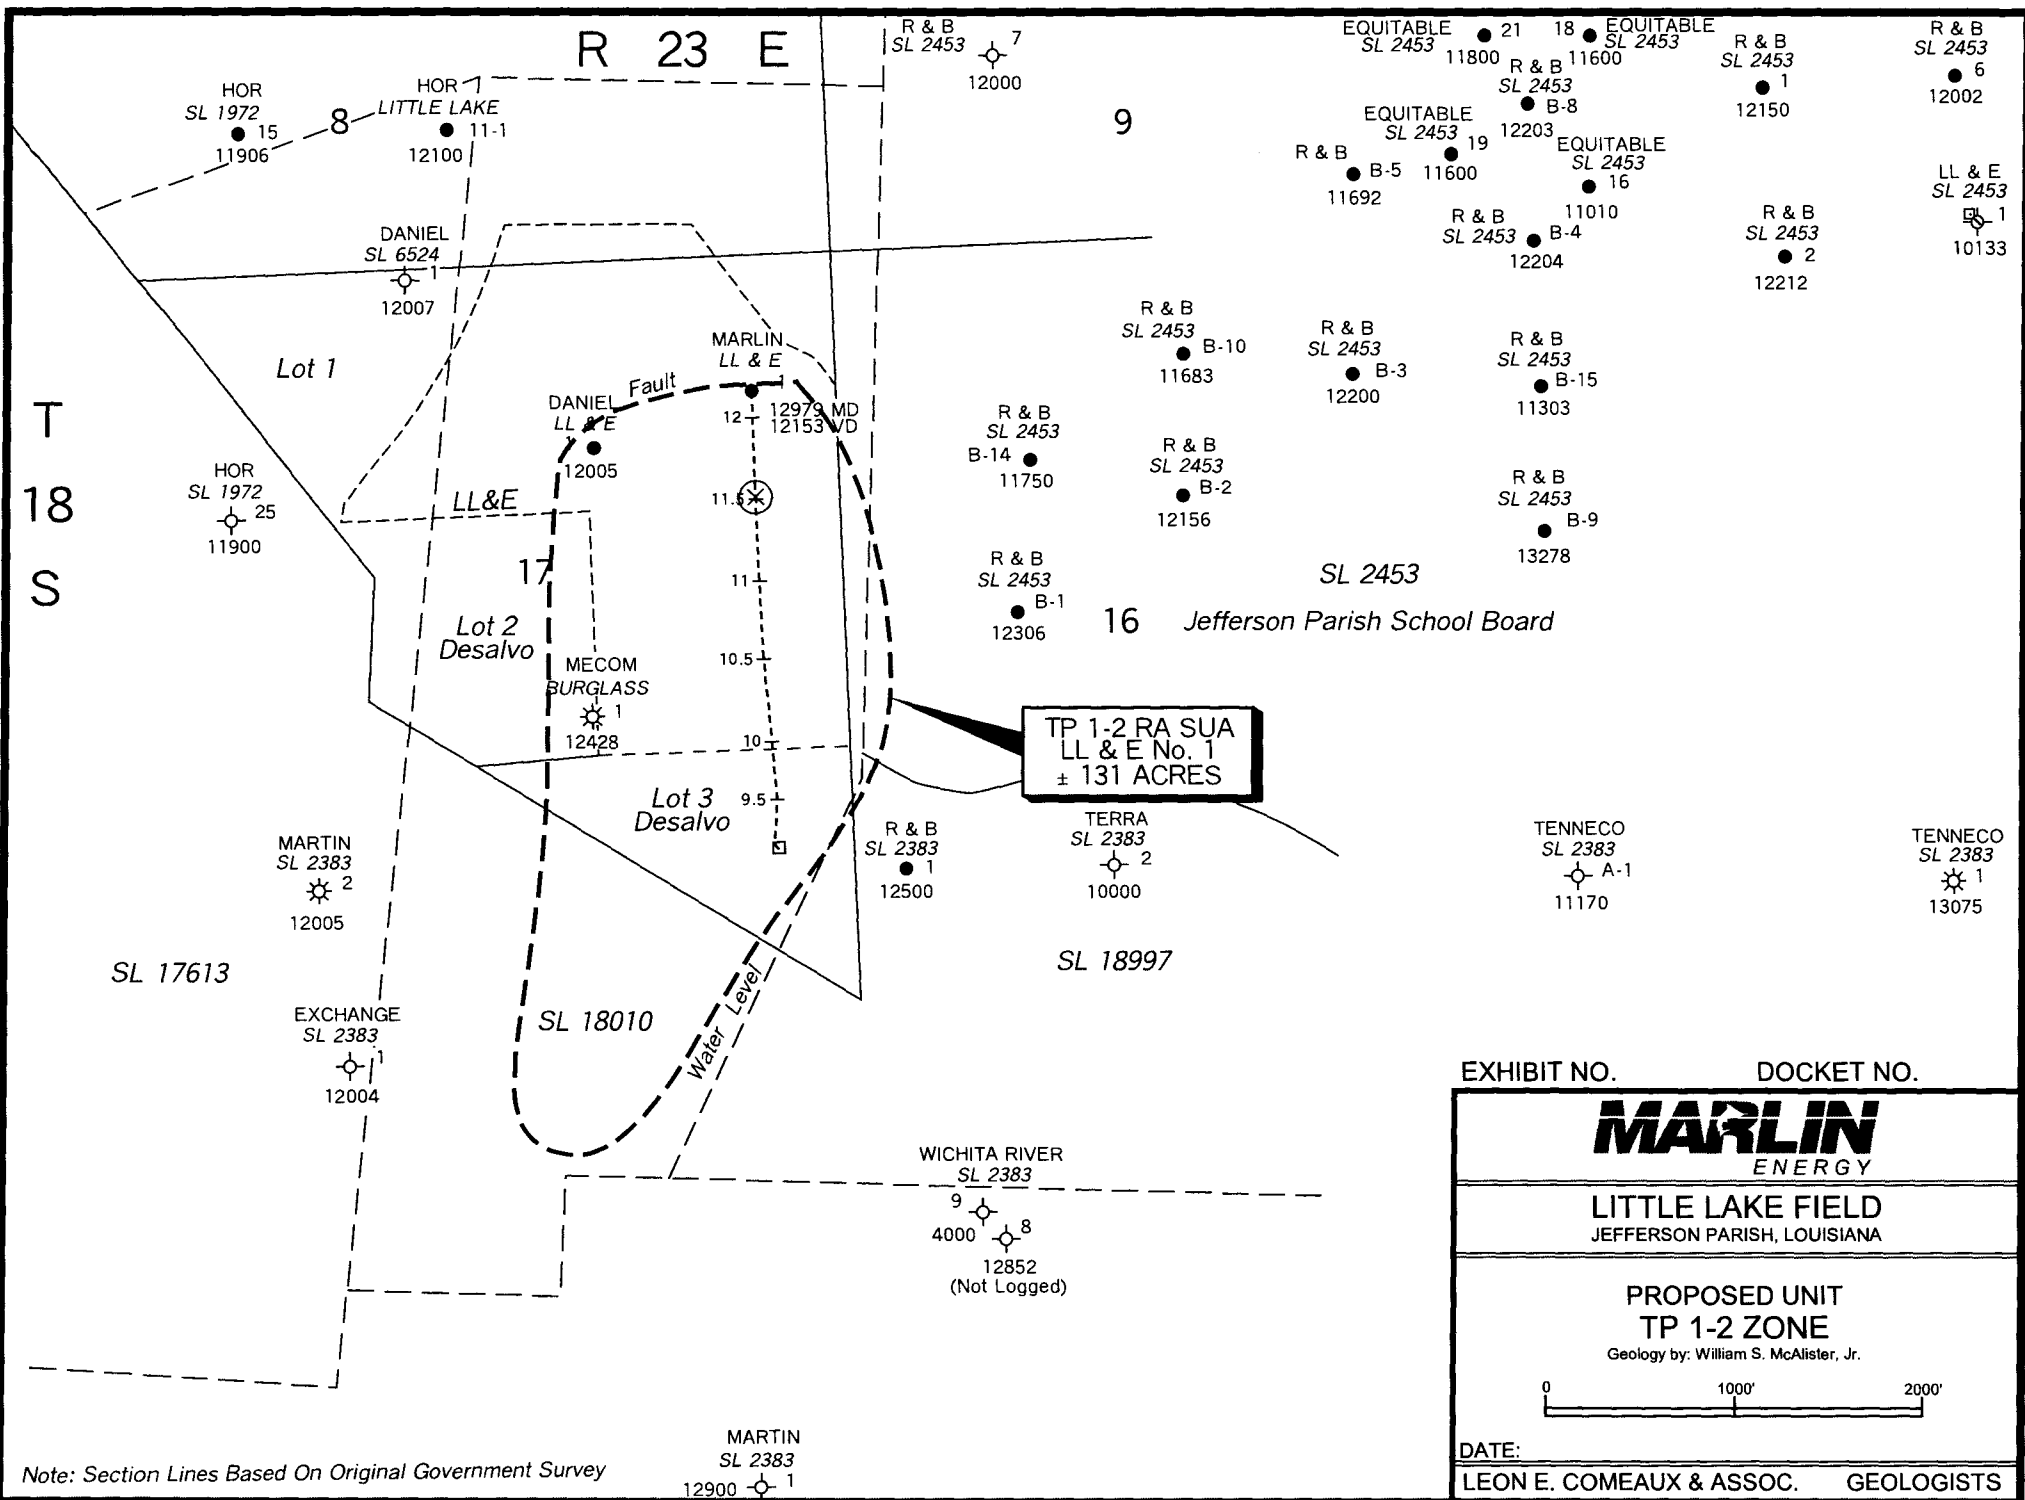 R 23 E
T
18
S
8
9
17
16
HOR
SL 1972
15
11906
HOR
LITTLE LAKE
11-1
12100
R & B
SL 2453
7
12000
EQUITABLE
SL 2453
21
11800
18
EQUITABLE
SL 2453
11600
R & B
SL 2453
B-8
12203
R & B
SL 2453
1
12150
R & B
SL 2453
6
12002
EQUITABLE
SL 2453
19
11600
R & B
B-5
11692
EQUITABLE
SL 2453
16
11010
LL & E
SL 2453
1
10133
R & B
SL 2453
B-4
12204
R & B
SL 2453
2
12212
DANIEL
SL 6524
1
12007
Lot 1
MARLIN
LL & E
1
12979 MD
12153 VD
Fault
DANIEL
LL & E
1
12005
R & B
SL 2453
B-10
11683
R & B
SL 2453
B-3
12200
R & B
SL 2453
B-15
11303
R & B
SL 2453
B-14
11750
R & B
SL 2453
B-2
12156
R & B
SL 2453
B-9
13278
HOR
SL 1972
25
11900
LL&E
12
11.5
11
10.5
10
9.5
R & B
SL 2453
B-1
12306
SL 2453
Jefferson Parish School Board
Lot 2
Desalvo
MECOM
BURGLASS
1
12428
TP 1-2 RA SUA
LL & E No. 1
± 131 ACRES
Lot 3
Desalvo
MARTIN
SL 2383
2
12005
R & B
SL 2383
1
12500
TERRA
SL 2383
2
10000
TENNECO
SL 2383
A-1
11170
TENNECO
SL 2383
1
13075
SL 17613
SL 18010
SL 18997
Water Level
EXCHANGE
SL 2383
1
12004
WICHITA RIVER
SL 2383
9
4000
8
12852
(Not Logged)
MARTIN
SL 2383
12900
1
Note: Section Lines Based On Original Government Survey
EXHIBIT NO. DOCKET NO.
MARLIN
ENERGY
LITTLE LAKE FIELD
JEFFERSON PARISH, LOUISIANA
PROPOSED UNIT
TP 1-2 ZONE
Geology by: William S. McAlister, Jr.
0 1000' 2000'
DATE:
LEON E. COMEAUX & ASSOC. GEOLOGISTS